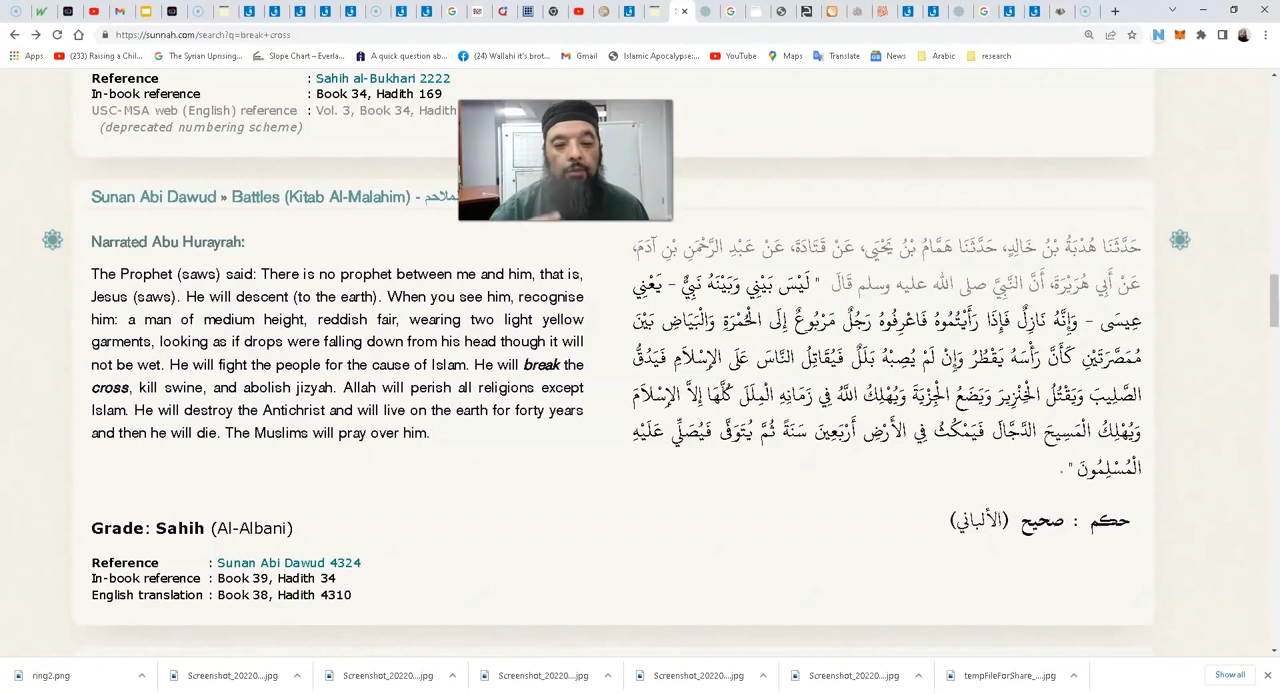 https://sunnah.com/search?q=break+cross
Apps
(233) Raising a Chil...
The Syrian Uprising...
Slope Chart – Everla...
A quick question ab...
(24) Wallahi it's brot...
Gmail
Islamic Apocalypse:...
YouTube
Maps
Translate
News
Arabic
research
Reference : Sahih al-Bukhari 2222
In-book reference : Book 34, Hadith 169
USC-MSA web (English) reference : Vol. 3, Book 34, Hadith
(deprecated numbering scheme)
Sunan Abi Dawud » Battles (Kitab Al-Malahim) -
Narrated Abu Hurayrah:
The Prophet (saws) said: There is no prophet between me and him, that is,
Jesus (saws). He will descent (to the earth). When you see him, recognise
him: a man of medium height, reddish fair, wearing two light yellow
garments, looking as if drops were falling down from his head though it will
not be wet. He will fight the people for the cause of Islam. He will break the
cross, kill swine, and abolish jizyah. Allah will perish all religions except
Islam. He will destroy the Antichrist and will live on the earth for forty years
and then he will die. The Muslims will pray over him.
حَدَّثَنَا هُدْبَةُ بْنُ خَالِدٍ، حَدَّثَنَا هَمَّامُ بْنُ يَحْيَى، عَنْ قَتَادَةَ، عَنْ عَبْدِ الرَّحْمَنِ بْنِ آدَمَ،
عَنْ أَبِي هُرَيْرَةَ، أَنَّ النَّبِيَّ صلى الله عليه وسلم قَالَ " لَيْسَ بَيْنِي وَبَيْنَهُ نَبِيٌّ - يَعْنِي
عِيسَى - وَإِنَّهُ نَازِلٌ فَإِذَا رَأَيْتُمُوهُ فَاعْرِفُوهُ رَجُلٌ مَرْبُوعٌ إِلَى الْحُمْرَةِ وَالْبَيَاضِ بَيْنَ
مُمَصَّرَتَيْنِ كَأَنَّ رَأْسَهُ يَقْطُرُ وَإِنْ لَمْ يُصِبْهُ بَلَلٌ فَيُقَاتِلُ النَّاسَ عَلَى الإِسْلاَمِ فَيَدُقُّ
الصَّلِيبَ وَيَقْتُلُ الْخِنْزِيرَ وَيَضَعُ الْجِزْيَةَ وَيُهْلِكُ اللَّهُ فِي زَمَانِهِ الْمِلَلَ كُلَّهَا إِلاَّ الإِسْلاَمَ
وَيُهْلِكُ الْمَسِيحَ الدَّجَّالَ فَيَمْكُثُ فِي الأَرْضِ أَرْبَعِينَ سَنَةً ثُمَّ يُتَوَفَّى فَيُصَلِّي عَلَيْهِ
الْمُسْلِمُونَ " .
Grade: Sahih (Al-Albani)
حكم : صحيح (الألباني)
Reference : Sunan Abi Dawud 4324
In-book reference : Book 39, Hadith 34
English translation : Book 38, Hadith 4310
ring2.png
Screenshot_20220....jpg
Screenshot_20220....jpg
Screenshot_20220....jpg
Screenshot_20220....jpg
Screenshot_20220....jpg
tempFileForShare_....jpg
Show all